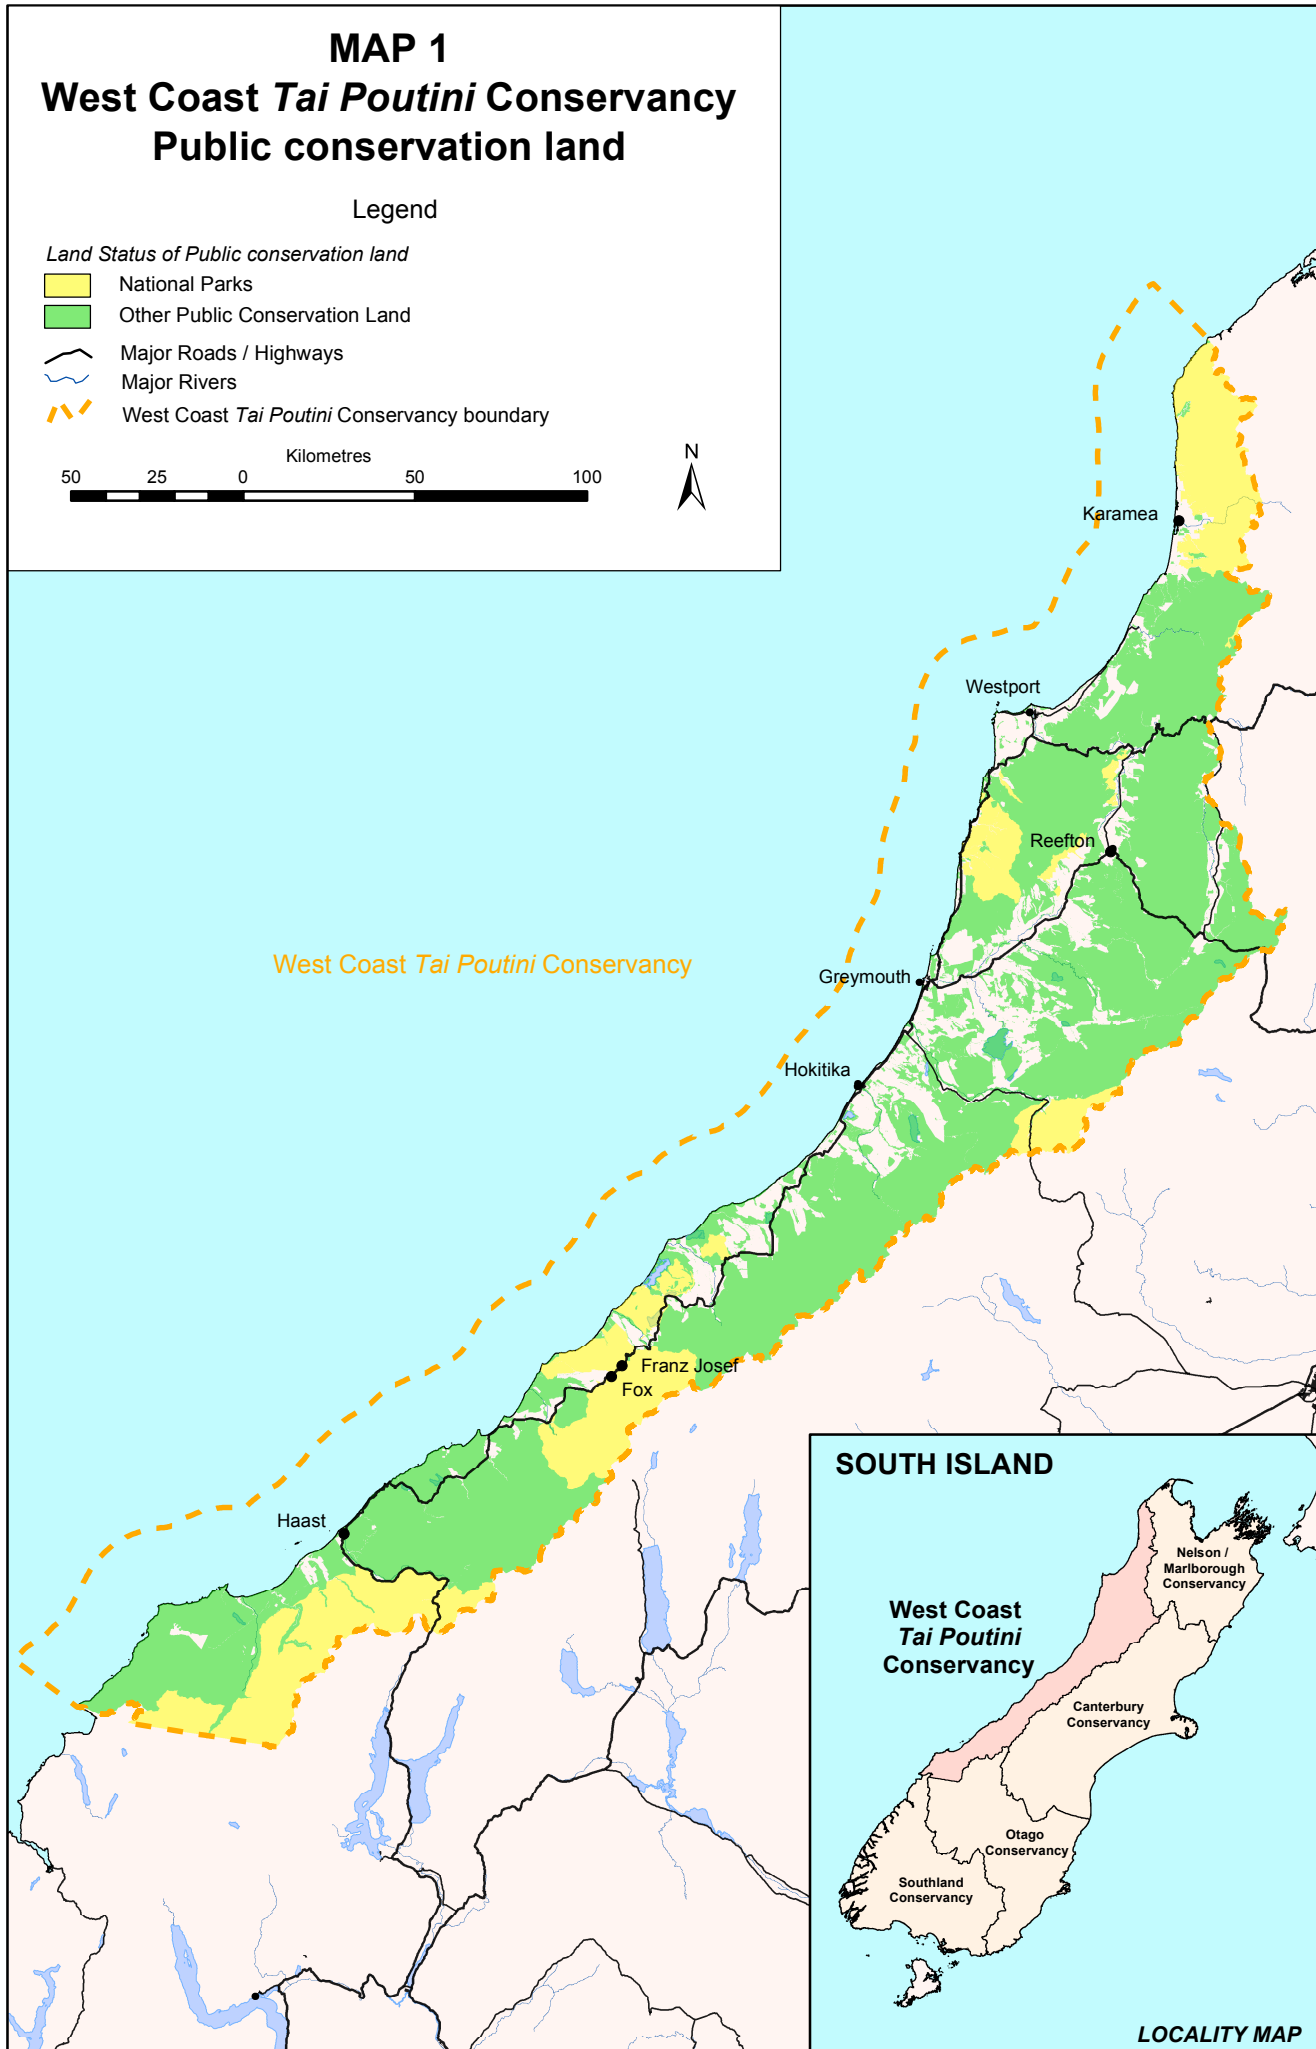 MAP 1
West Coast Tai Poutini Conservancy
Public conservation land
Legend
Land Status of Public conservation land
National Parks
Other Public Conservation Land
Major Roads / Highways
Major Rivers
West Coast Tai Poutini Conservancy boundary
Kilometres
50 25 0 50 100
N
Karamea
Westport
Reefton
West Coast Tai Poutini Conservancy
Greymouth
Hokitika
Franz Josef
Fox
Haast
SOUTH ISLAND
Nelson /
Marlborough
Conservancy
West Coast
Tai Poutini
Conservancy
Canterbury
Conservancy
Otago
Conservancy
Southland
Conservancy
LOCALITY MAP